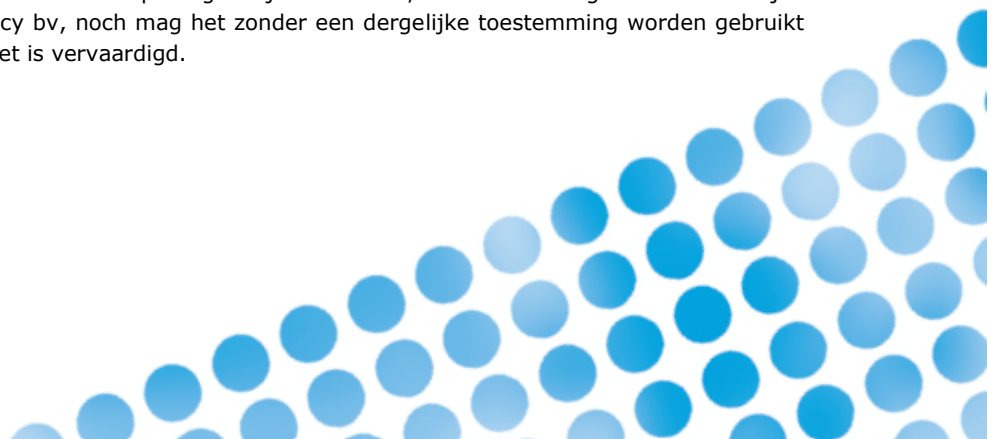 cy bv, noch mag het zonder een dergelijke toestemming worden gebruikt
et is vervaardigd.